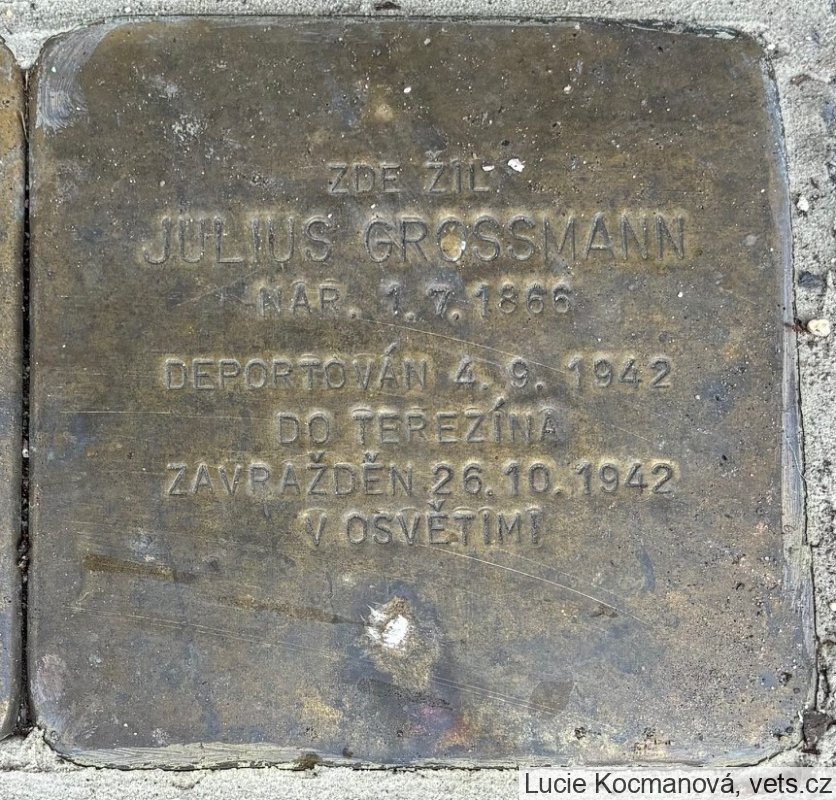 ZDE ŽIL
JULIUS GROSSMANN
NAR. 1.7.1866
DEPORTOVÁN 4.9.1942
DO TEREZÍNA
ZAVRAŽDĚN 26.10.1942
V OSVĚTIMI
Lucie Kocmanová, vets.cz